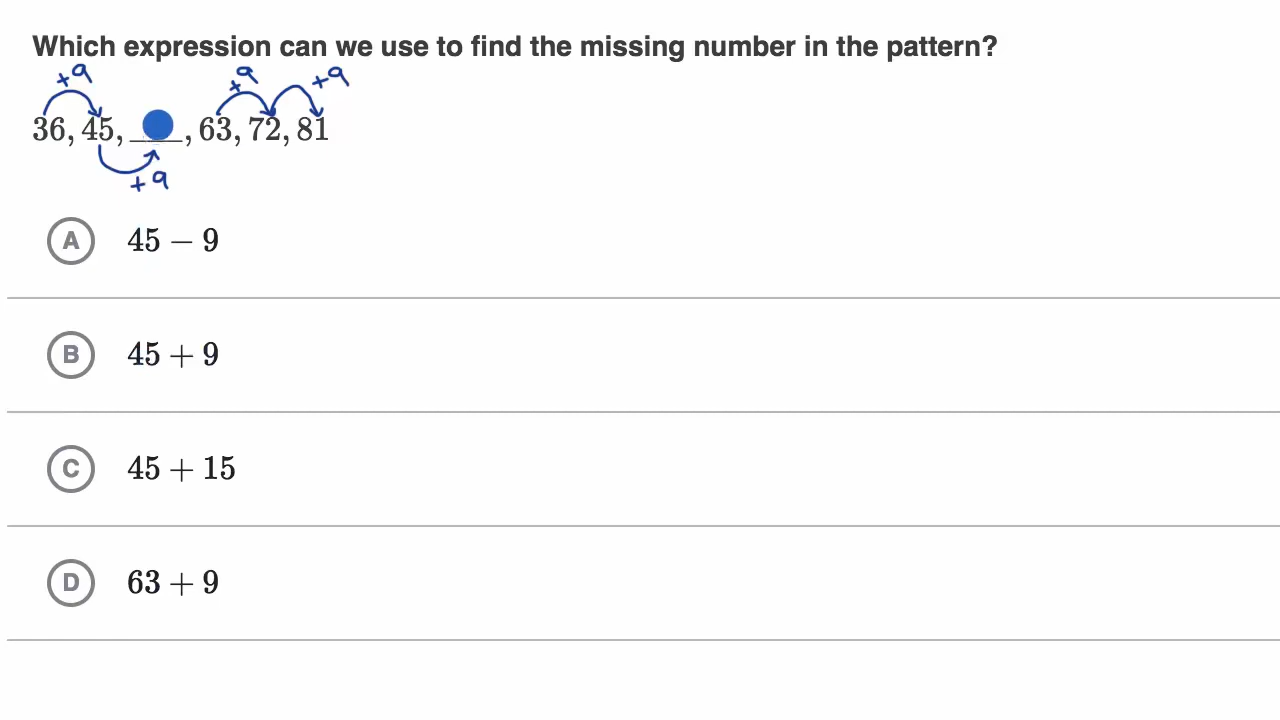 Which expression can we use to find the missing number in the pattern?
+9 +9 +9
36, 45, ___, 63, 72, 81
+9
A 45 − 9
B 45 + 9
C 45 + 15
D 63 + 9